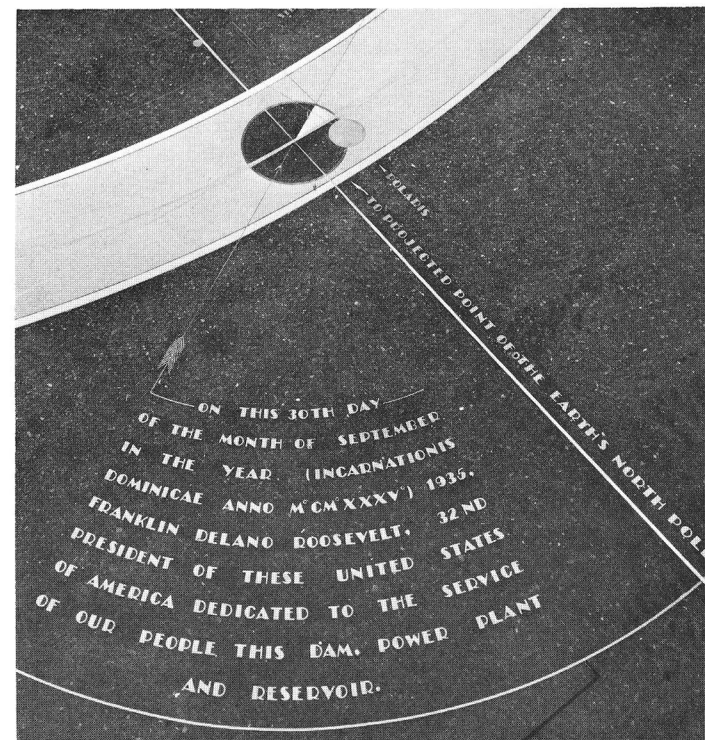 POLARIS
TO PROJECTED POINT OF THE EARTH'S NORTH POLE
ON THIS 30TH DAY
OF THE MONTH OF SEPTEMBER
IN THE YEAR (INCARNATIONIS
DOMINICAE ANNO M°CM°XXXV°) 1935,
FRANKLIN DELANO ROOSEVELT, 32ND
PRESIDENT OF THESE UNITED STATES
OF AMERICA DEDICATED TO THE SERVICE
OF OUR PEOPLE THIS DAM, POWER PLANT
AND RESERVOIR.